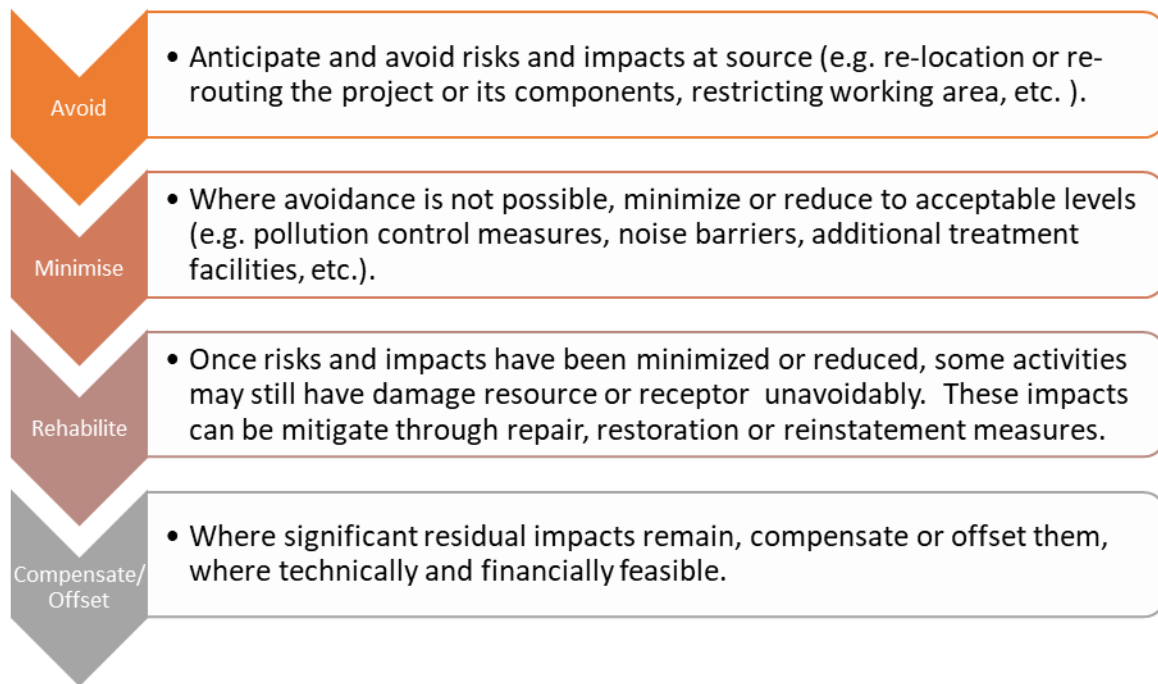 Avoid
• Anticipate and avoid risks and impacts at source (e.g. re-location or re-
routing the project or its components, restricting working area, etc. ).
Minimise
• Where avoidance is not possible, minimize or reduce to acceptable levels
(e.g. pollution control measures, noise barriers, additional treatment
facilities, etc.).
Rehabilite
• Once risks and impacts have been minimized or reduced, some activities
may still have damage resource or receptor  unavoidably.  These impacts
can be mitigate through repair, restoration or reinstatement measures.
Compensate/
Offset
• Where significant residual impacts remain, compensate or offset them,
where technically and financially feasible.